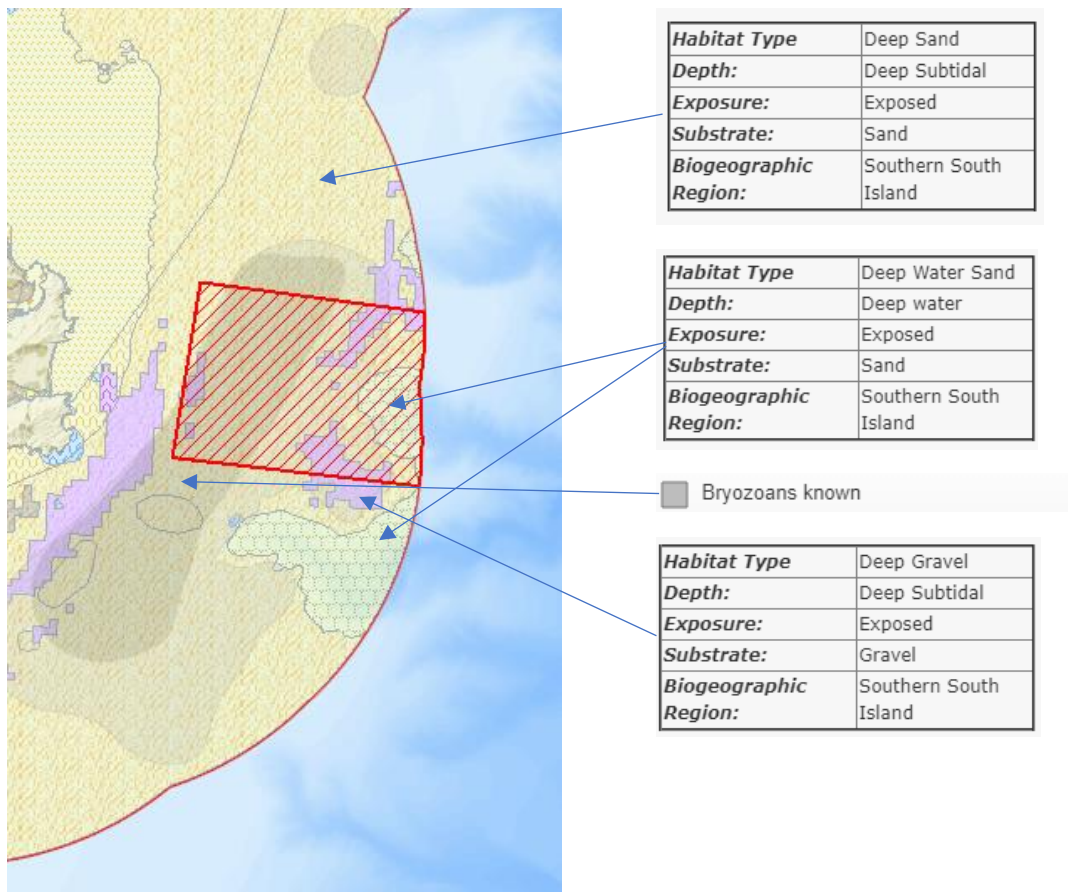 Habitat Type Deep Sand
Depth: Deep Subtidal
Exposure: Exposed
Substrate: Sand
Biogeographic Southern South
Region: Island
Habitat Type Deep Water Sand
Depth: Deep water
Exposure: Exposed
Substrate: Sand
Biogeographic Southern South
Region: Island
Bryozoans known
Habitat Type Deep Gravel
Depth: Deep Subtidal
Exposure: Exposed
Substrate: Gravel
Biogeographic Southern South
Region: Island